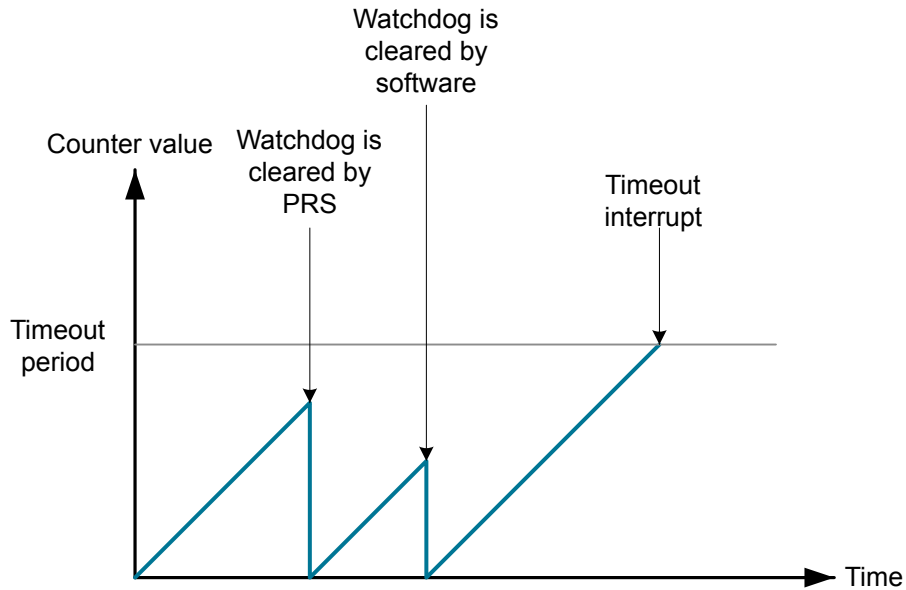 Watchdog is
cleared by
software
Counter value
Watchdog is
cleared by
PRS
Timeout
interrupt
Timeout
period
Time